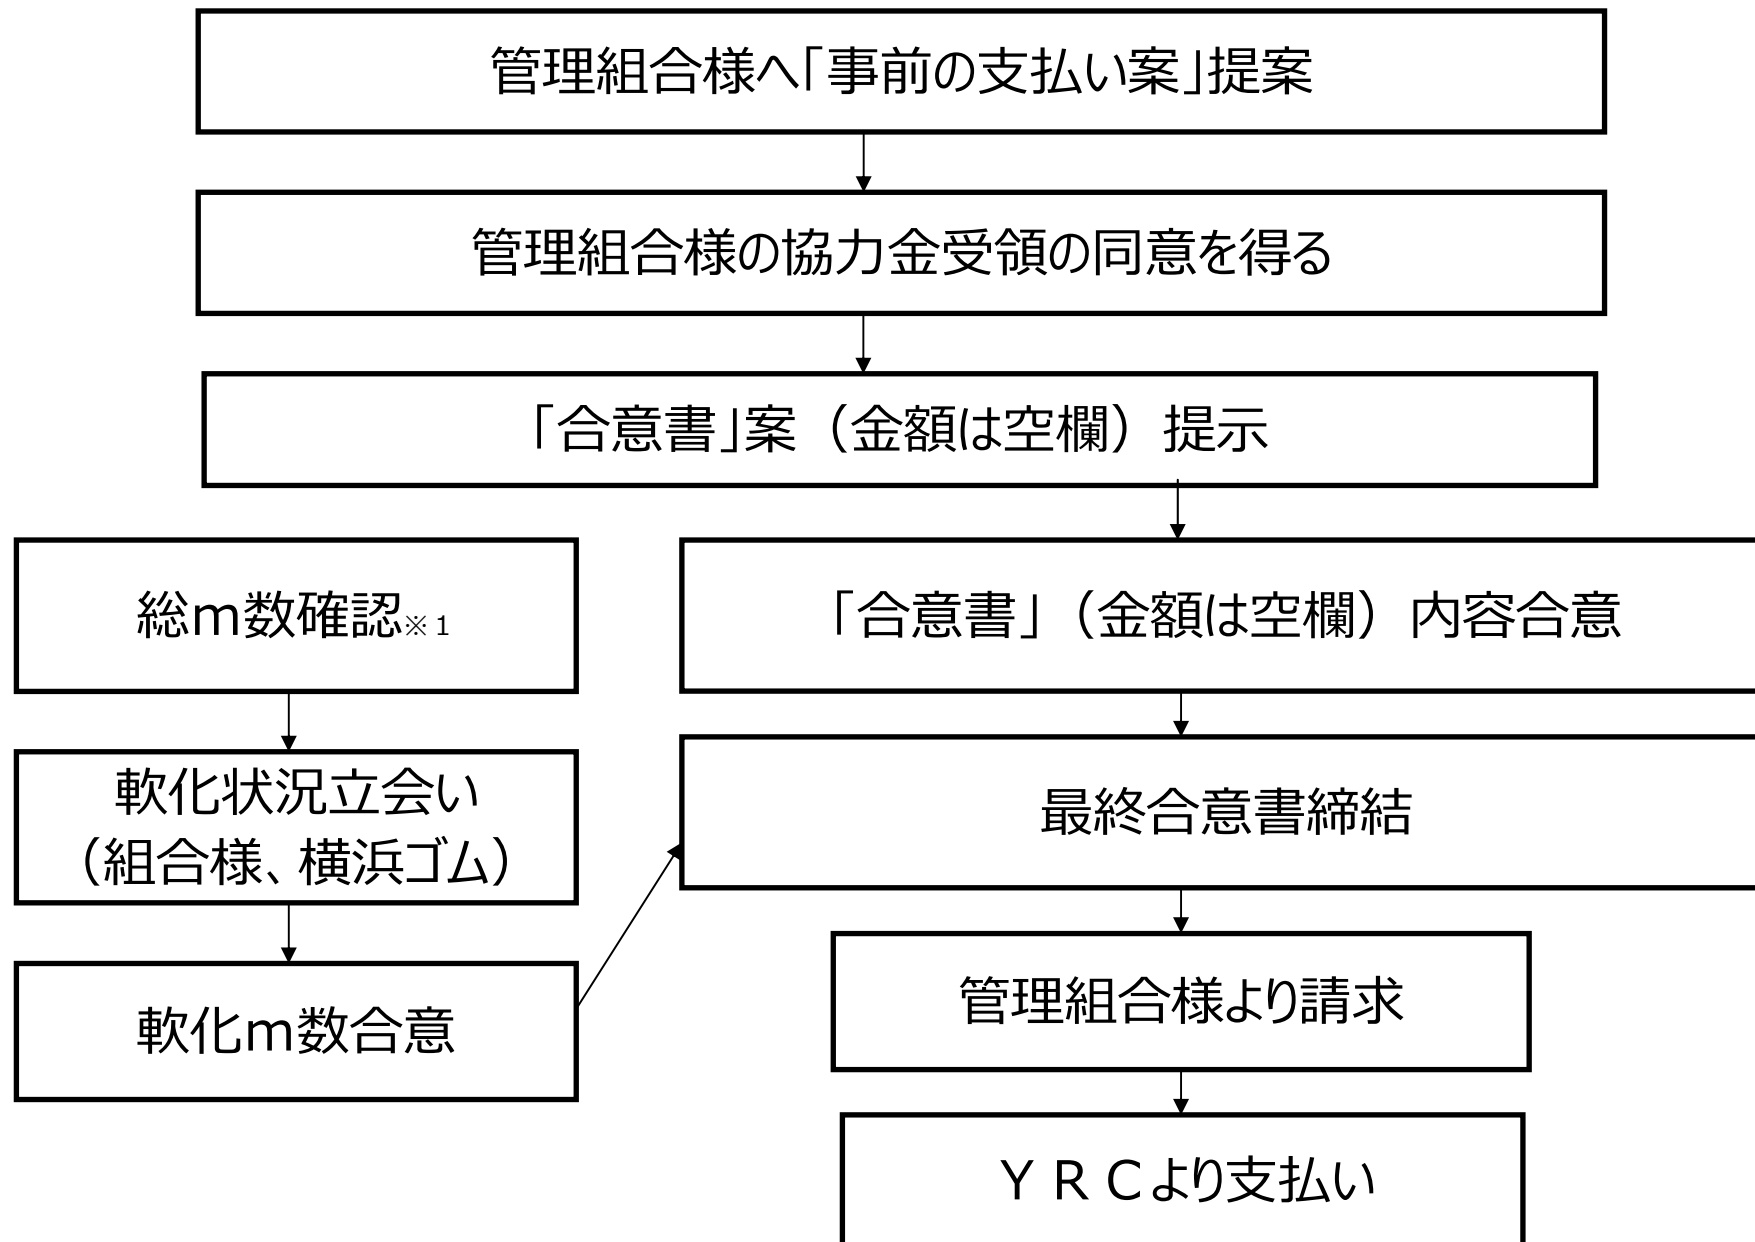 管理組合様へ「事前の支払い案」提案
管理組合様の協力金受領の同意を得る
「合意書」案（金額は空欄）提示
総ｍ数確認※１
「合意書」（金額は空欄）内容合意
軟化状況立会い
（組合様、横浜ゴム）
最終合意書締結
軟化ｍ数合意
管理組合様より請求
ＹＲＣより支払い